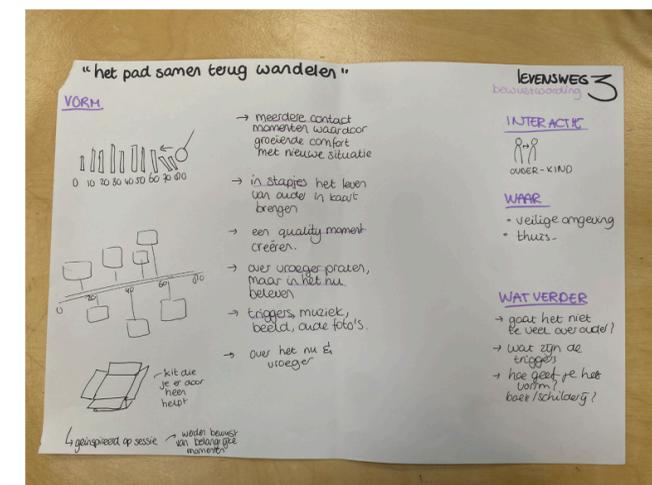 "het pad samen terug wandelen"
VORM
0 10 20 30 40 50 60 70 80
→ meerdere contact
momenten waardoor
groeiende comfort
met nieuwe situatie
→ in stapjes het leven
van ouder in kaart
brengen
→ een quality moment
creëren.
→ over vroeger praten,
maar in het nu
beleven
→ triggers, muziek,
beeld, oude foto's.
→ over het nu &
vroeger
0 20 40 60 80
kit die
je er door
heen
helpt
↳ geïnspireerd op sessie
worden bewust
van belangrijke
momenten
LEVENSWEG 3
bewustwording
INTERACTIE
OUDER-KIND
WAAR
• veilige omgeving
• thuis.
WAT VERDER
→ gaat het niet
te veel over ouder?
→ wat zijn de
triggers
→ hoe geef je het
vorm?
boek/schilderij?